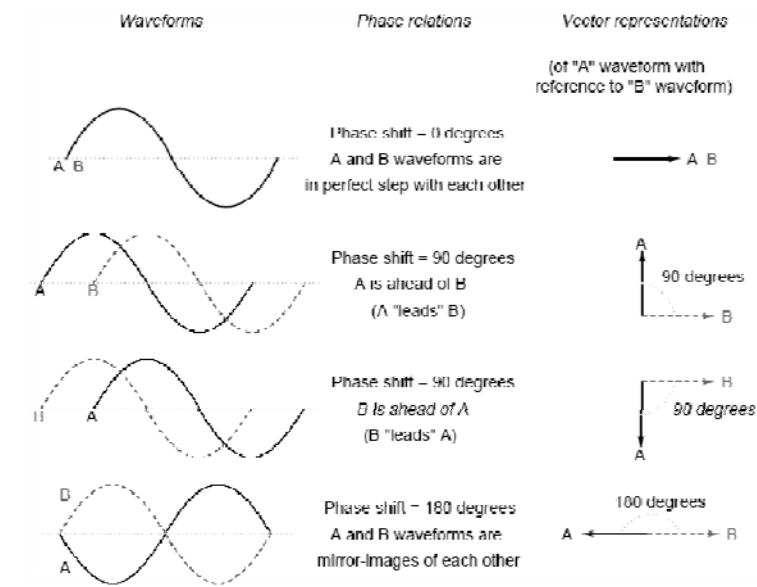 Waveforms Phase relations Vector representations
(of "A" waveform with
reference to "B" waveform)
Phase shift = 0 degrees
A and B waveforms are
in perfect step with each other
A B
A B
Phase shift = 90 degrees
A is ahead of B
(A "leads" B)
A B
A
90 degrees
B
Phase shift = 90 degrees
B is ahead of A
(B "leads" A)
B A
B
90 degrees
A
Phase shift = 180 degrees
A and B waveforms are
mirror-images of each other
B
A
180 degrees
A B